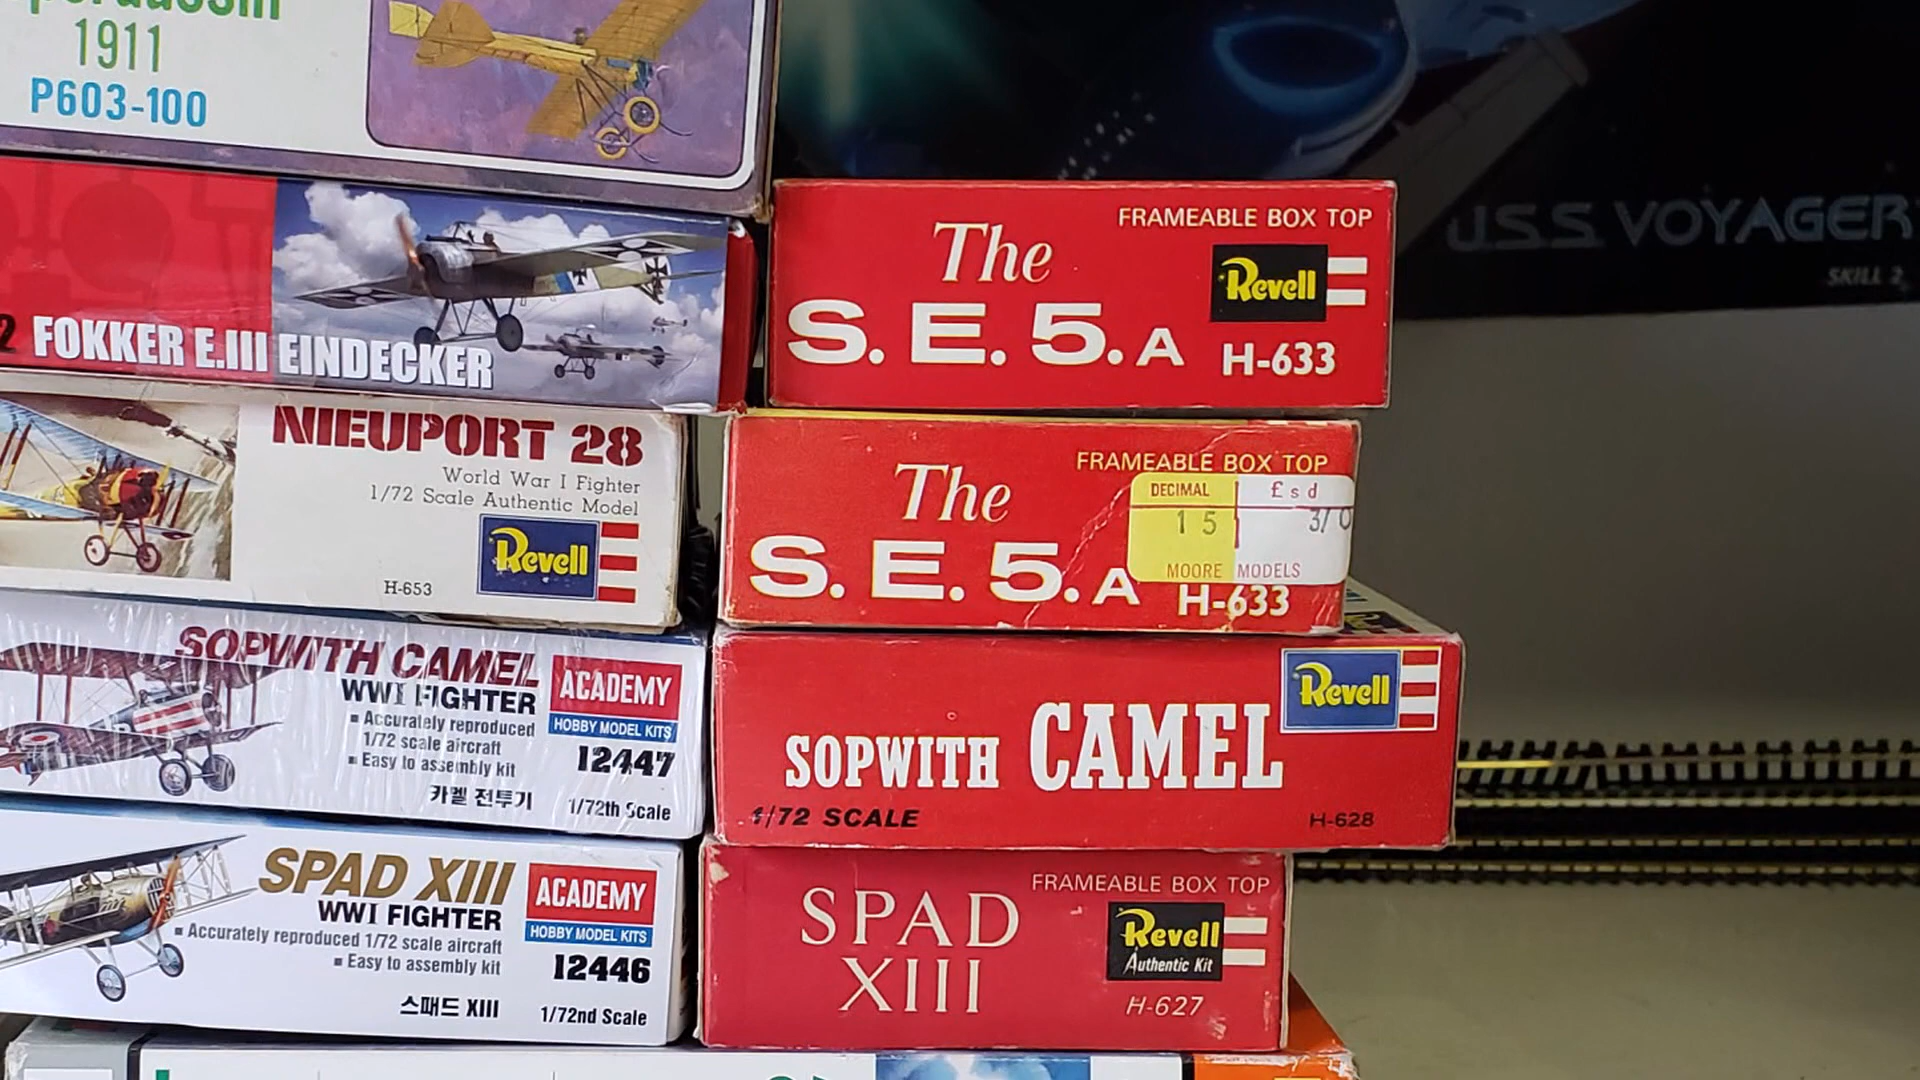 1911
P603-100
FOKKER E.III EINDECKER
NIEUPORT 28
World War I Fighter
1/72 Scale Authentic Model
Revell
H-653
SOPWITH CAMEL
WWI FIGHTER
▪ Accurately reproduced
1/72 scale aircraft
▪ Easy to assembly kit
카멜 전투기
ACADEMY
HOBBY MODEL KITS
12447
1/72th Scale
SPAD XIII
WWI FIGHTER
▪ Accurately reproduced 1/72 scale aircraft
▪ Easy to assembly kit
스패드 XIII
ACADEMY
HOBBY MODEL KITS
12446
1/72nd Scale
FRAMEABLE BOX TOP
The
S. E. 5. A
Revell
H-633
FRAMEABLE BOX TOP
The
S. E. 5. A
DECIMAL £ s d
15 3/0
MOORE MODELS
H-633
Revell
SOPWITH CAMEL
1/72 SCALE
H-628
FRAMEABLE BOX TOP
SPAD
XIII
Revell
Authentic Kit
H-627
U.S.S. VOYAGER
SKILL 2